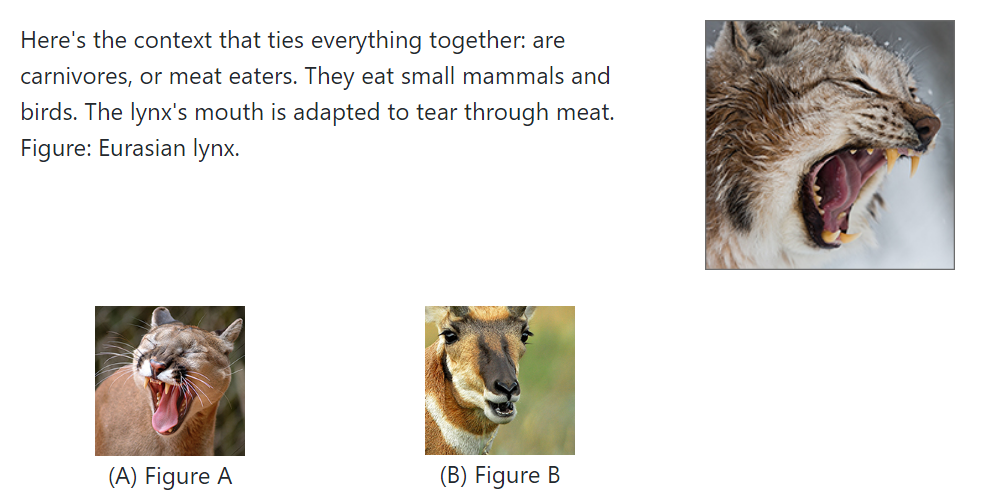 Here's the context that ties everything together: are
carnivores, or meat eaters. They eat small mammals and
birds. The lynx's mouth is adapted to tear through meat.
Figure: Eurasian lynx.
(A) Figure A
(B) Figure B